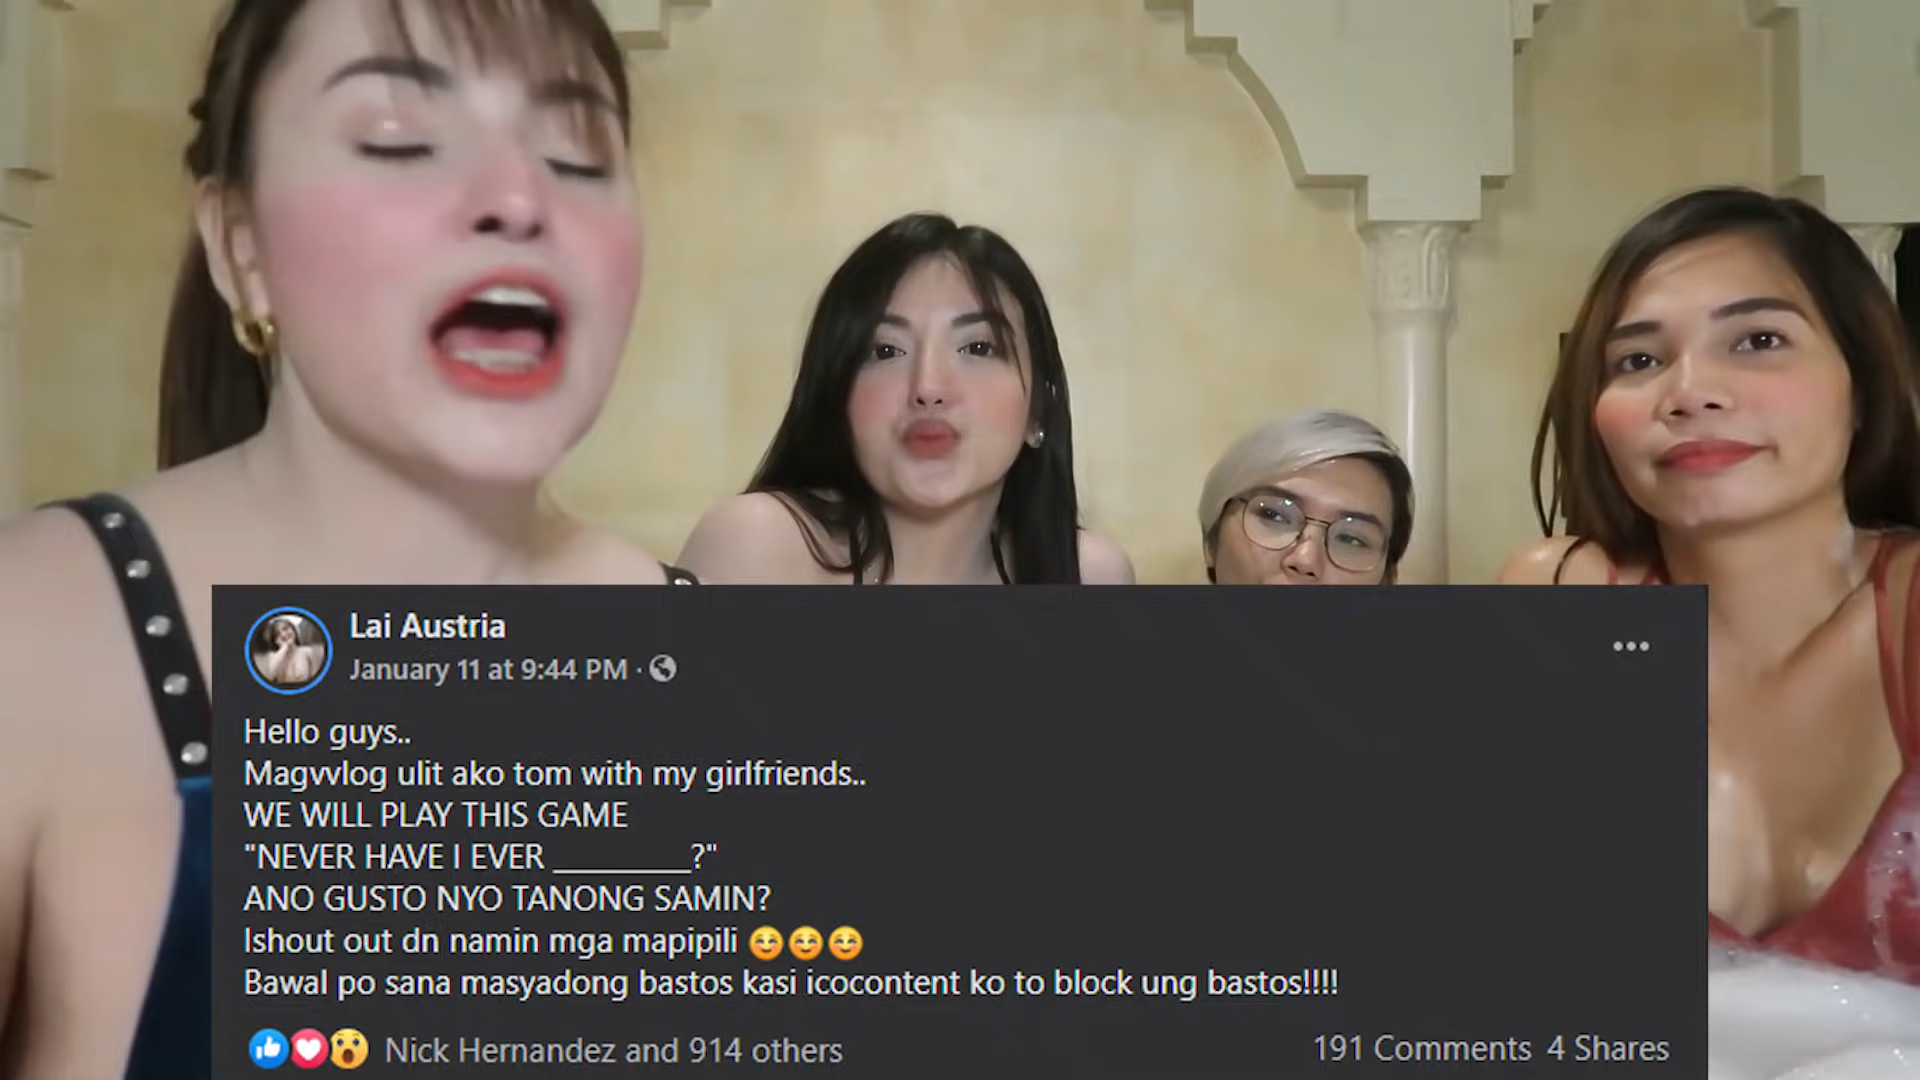 Lai Austria
January 11 at 9:44 PM ·
Hello guys..
Magvvlog ulit ako tom with my girlfriends..
WE WILL PLAY THIS GAME
"NEVER HAVE I EVER _________?"
ANO GUSTO NYO TANONG SAMIN?
Ishout out dn namin mga mapipili ☺️☺️☺️
Bawal po sana masyadong bastos kasi icocontent ko to block ung bastos!!!!
Nick Hernandez and 914 others
191 Comments 4 Shares